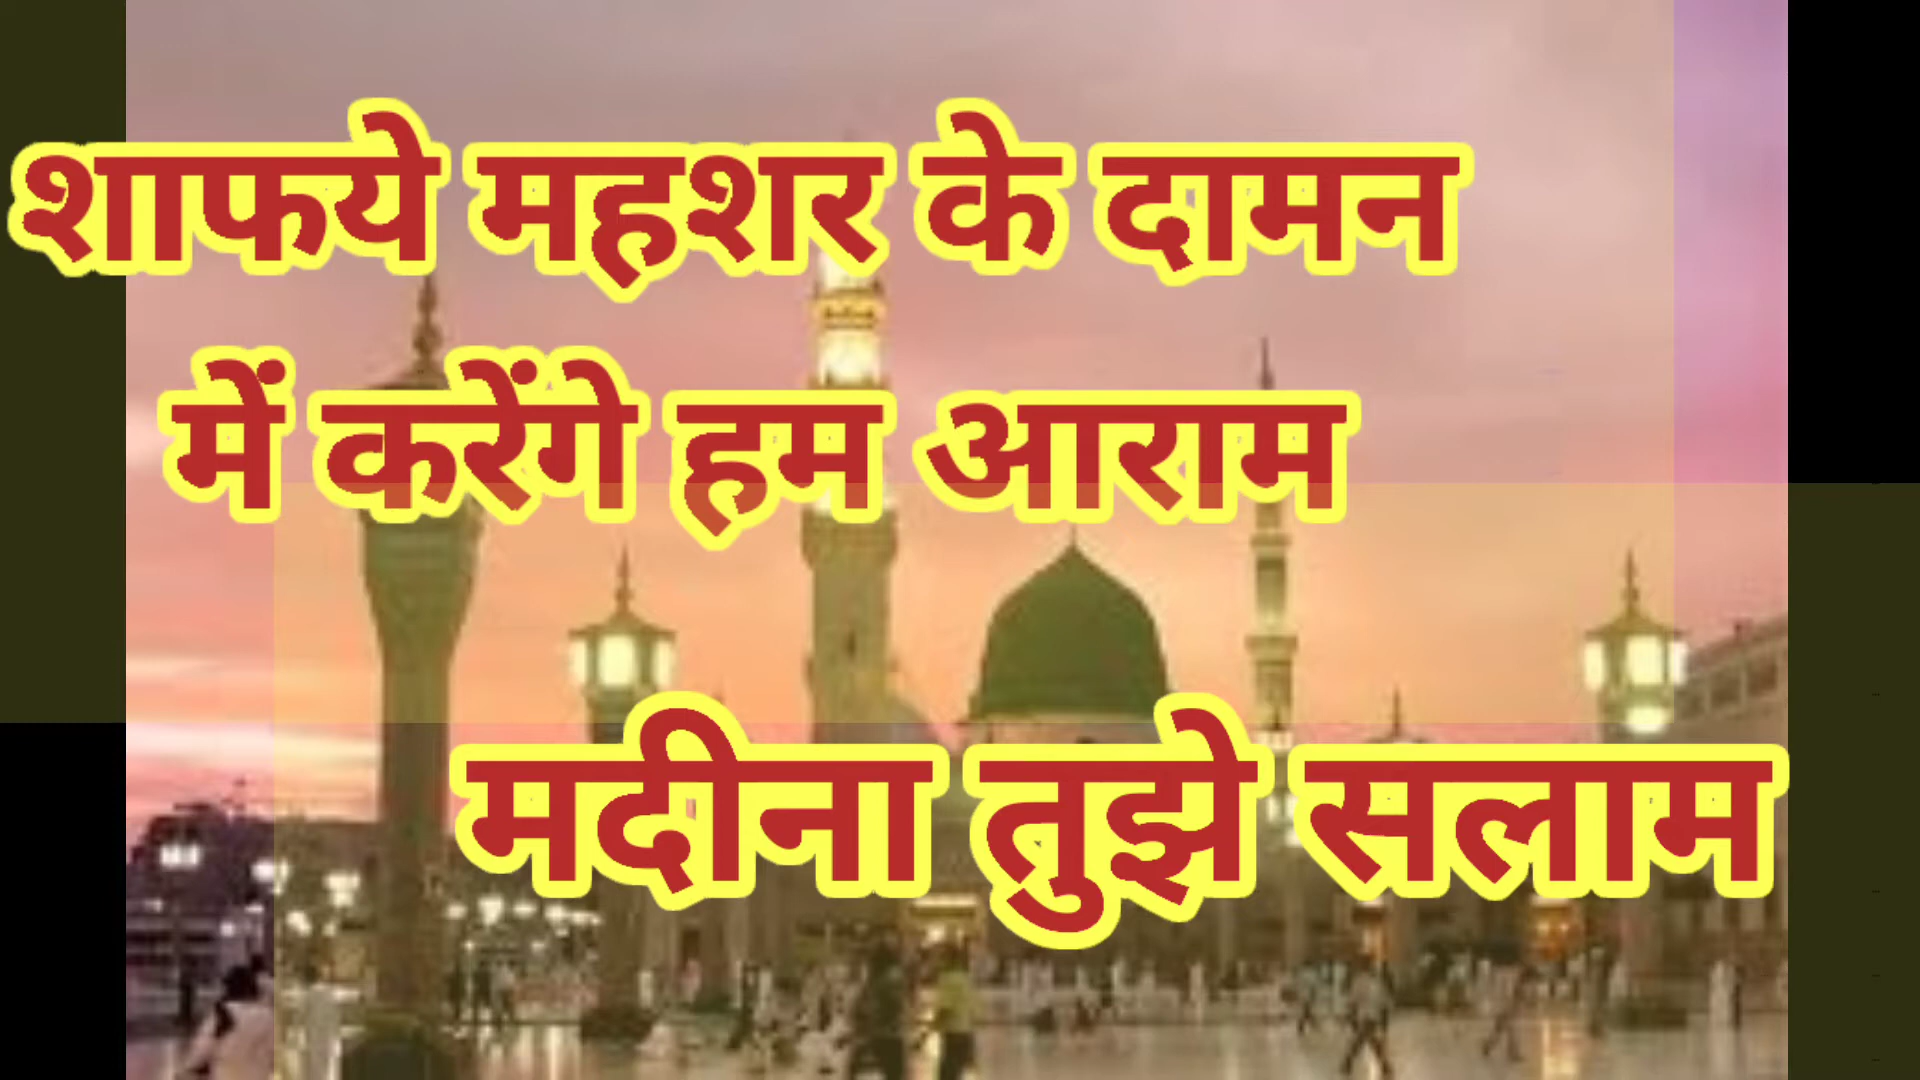 शाफये महशर के दामन
में करेंगे हम आराम
मदीना तुझे सलाम